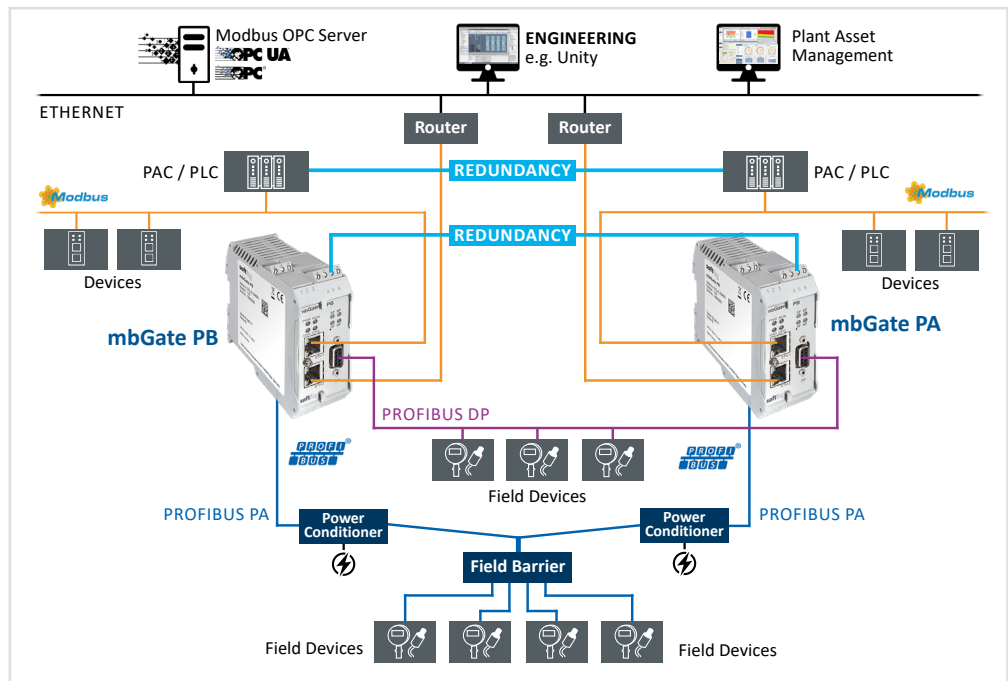 Modbus OPC Server
OPC UA
OPC
ENGINEERING
e.g. Unity
Plant Asset
Management
ETHERNET
Router
Router
PAC / PLC
REDUNDANCY
PAC / PLC
Modbus
Modbus
REDUNDANCY
Devices
Devices
mbGate PB
mbGate PA
PROFIBUS DP
PROFI
BUS
PROFI
BUS
Field Devices
PROFIBUS PA
Power
Conditioner
Power
Conditioner
PROFIBUS PA
Field Barrier
Field Devices
Field Devices